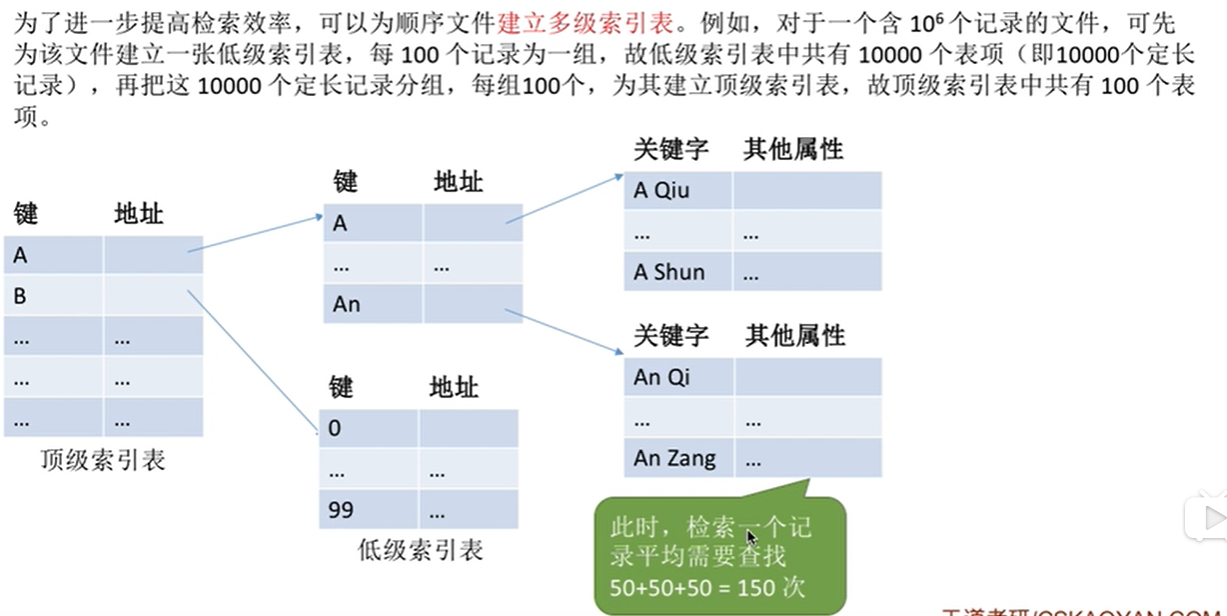 为了进一步提高检索效率，可以为顺序文件建立多级索引表。例如，对于一个含 10⁶ 个记录的文件，可先
为该文件建立一张低级索引表，每 100 个记录为一组，故低级索引表中共有 10000 个表项（即10000个定长
记录），再把这 10000 个定长记录分组，每组100个，为其建立顶级索引表，故顶级索引表中共有 100 个表
项。
键 地址
A
B
... ...
... ...
... ...
顶级索引表
键 地址
A
... ...
An
键 地址
0
... ...
99 ...
低级索引表
关键字 其他属性
A Qiu
... ...
A Shun ...
关键字 其他属性
An Qi
... ...
An Zang ...
此时，检索一个记
录平均需要查找
50+50+50 = 150 次